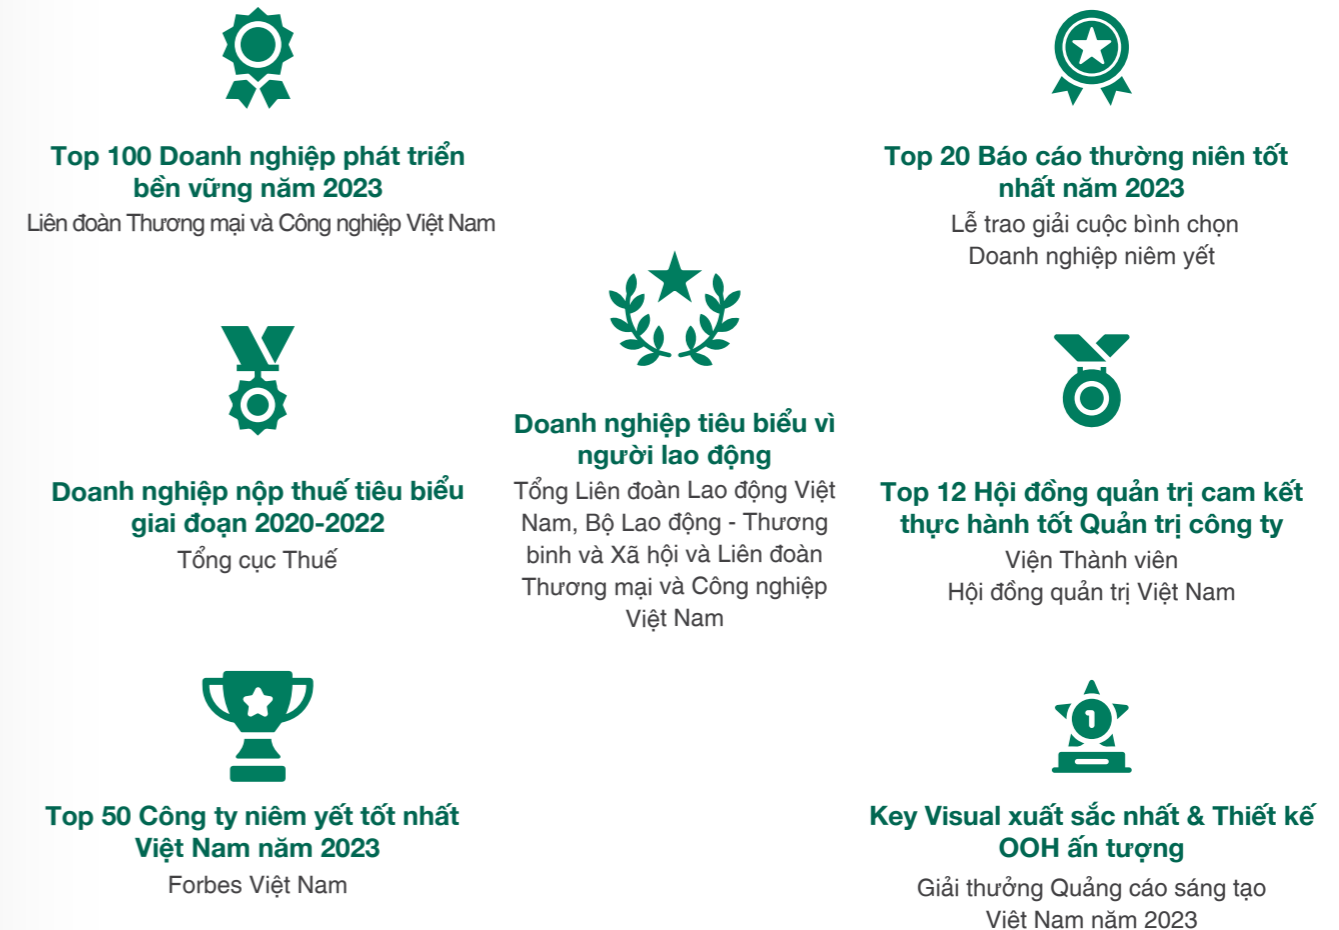 Top 100 Doanh nghiệp phát triển
bền vững năm 2023
Liên đoàn Thương mại và Công nghiệp Việt Nam
Doanh nghiệp nộp thuế tiêu biểu
giai đoạn 2020-2022
Tổng cục Thuế
Top 50 Công ty niêm yết tốt nhất
Việt Nam năm 2023
Forbes Việt Nam
Doanh nghiệp tiêu biểu vì
người lao động
Tổng Liên đoàn Lao động Việt
Nam, Bộ Lao động - Thương
binh và Xã hội và Liên đoàn
Thương mại và Công nghiệp
Việt Nam
Top 20 Báo cáo thường niên tốt
nhất năm 2023
Lễ trao giải cuộc bình chọn
Doanh nghiệp niêm yết
Top 12 Hội đồng quản trị cam kết
thực hành tốt Quản trị công ty
Viện Thành viên
Hội đồng quản trị Việt Nam
1
Key Visual xuất sắc nhất & Thiết kế
OOH ấn tượng
Giải thưởng Quảng cáo sáng tạo
Việt Nam năm 2023